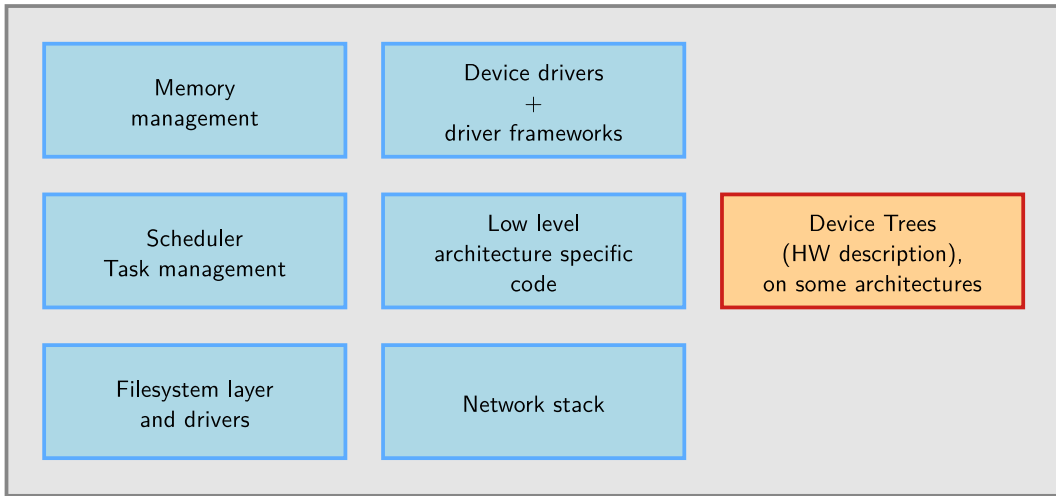 Memory
management
Device drivers
+
driver frameworks
Scheduler
Task management
Low level
architecture specific
code
Device Trees
(HW description),
on some architectures
Filesystem layer
and drivers
Network stack